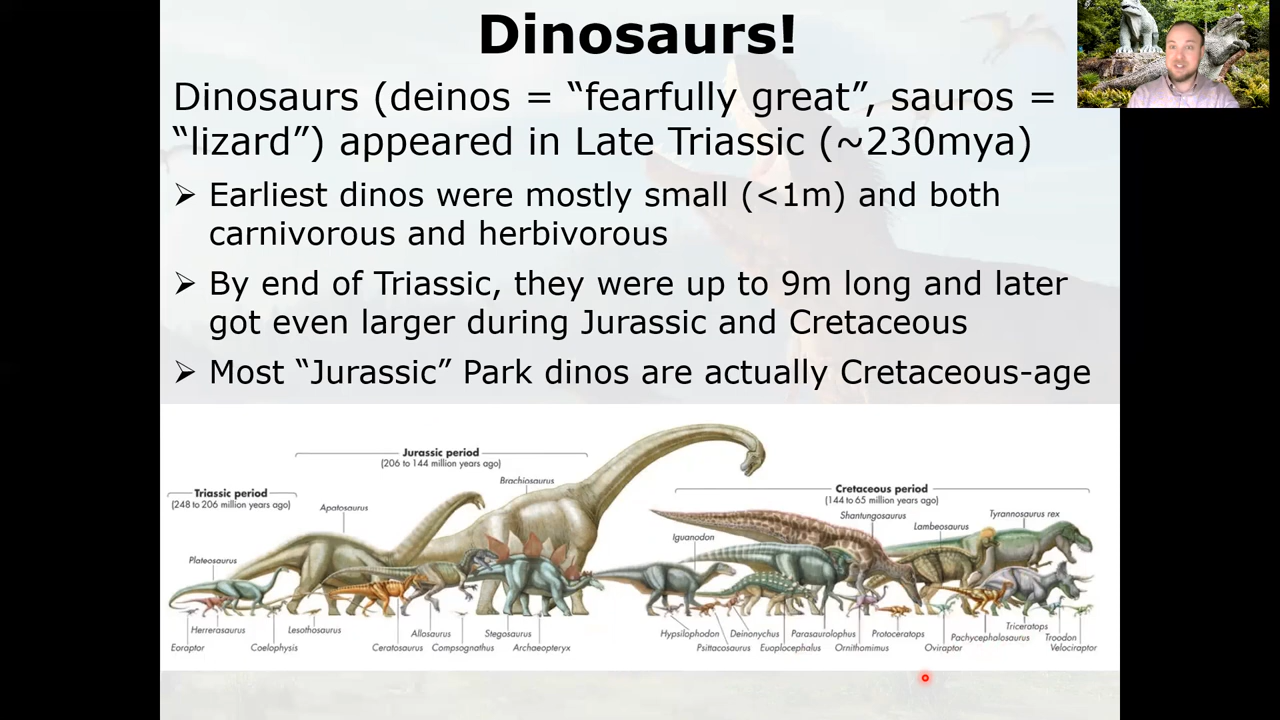 Dinosaurs!
Dinosaurs (deinos = “fearfully great”, sauros =
“lizard”) appeared in Late Triassic (~230mya)
➢ Earliest dinos were mostly small (<1m) and both
carnivorous and herbivorous
➢ By end of Triassic, they were up to 9m long and later
got even larger during Jurassic and Cretaceous
➢ Most “Jurassic” Park dinos are actually Cretaceous-age
Triassic period
(248 to 206 million years ago)
Plateosaurus
Herrerasaurus
Eoraptor
Coelophysis
Jurassic period
(206 to 144 million years ago)
Apatosaurus
Brachiosaurus
Lesothosaurus
Allosaurus
Stegosaurus
Ceratosaurus
Compsognathus
Archaeopteryx
Cretaceous period
(144 to 65 million years ago)
Shantungosaurus
Lambeosaurus
Tyrannosaurus rex
Iguanodon
Hypsilophodon
Deinonychus
Parasaurolophus
Protoceratops
Pachycephalosaurus
Triceratops
Troodon
Psittacosaurus
Euoplocephalus
Ornithomimus
Oviraptor
Velociraptor